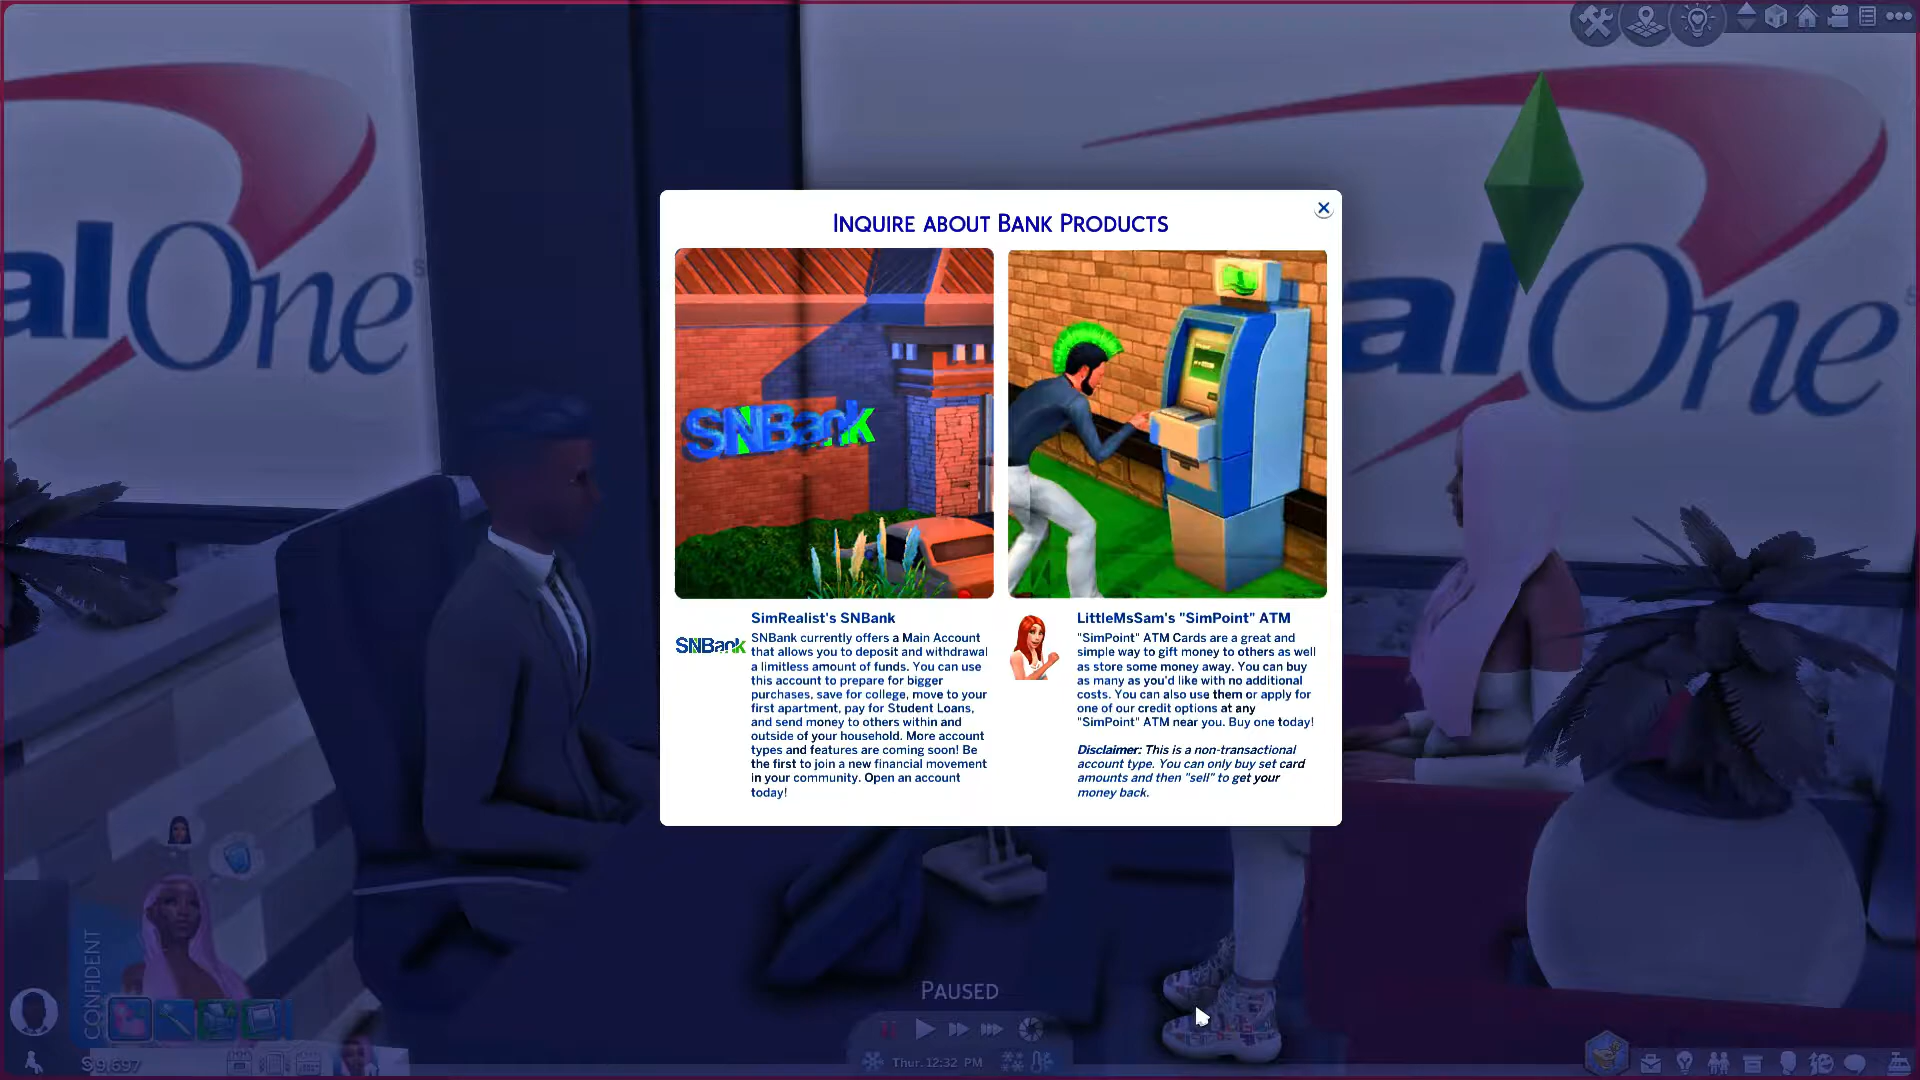 alOne
alOne
INQUIRE ABOUT BANK PRODUCTS
SNBank
SimRealist's SNBank
SNBank
SNBank currently offers a Main Account
that allows you to deposit and withdrawal
a limitless amount of funds. You can use
this account to prepare for bigger
purchases, save for college, move to your
first apartment, pay for Student Loans,
and send money to others within and
outside of your household. More account
types and features are coming soon! Be
the first to join a new financial movement
in your community. Open an account
today!
LittleMsSam's "SimPoint" ATM
"SimPoint" ATM Cards are a great and
simple way to gift money to others as well
as store some money away. You can buy
as many as you'd like with no additional
costs. You can also use them or apply for
one of our credit options at any
"SimPoint" ATM near you. Buy one today!
Disclaimer: This is a non-transactional
account type. You can only buy set card
amounts and then "sell" to get your
money back.
CONFIDENT
PAUSED
Thur. 12:32 PM
§9,697